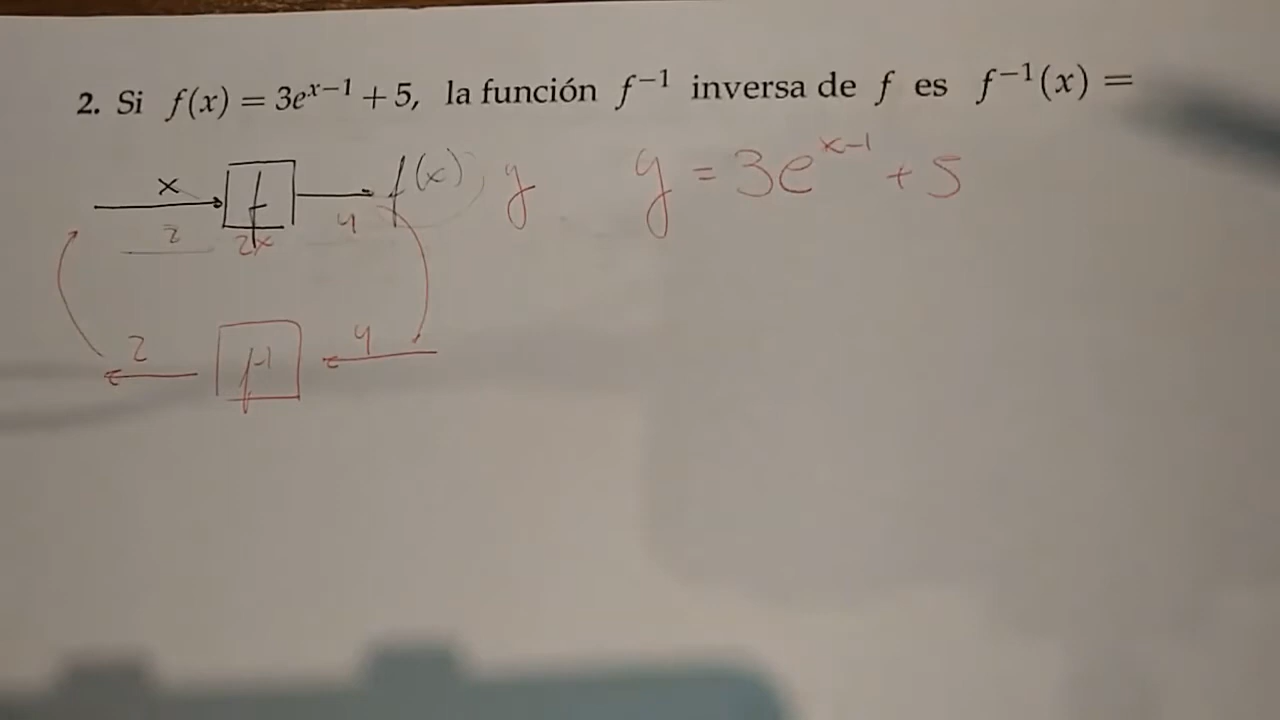 2. Si f(x) = 3e^{x−1} + 5, la función f^{−1} inversa de f es f^{−1}(x) =
x f f(x), y y = 3e^{x−1} + 5
2 2x 4
2 f^{-1} 4